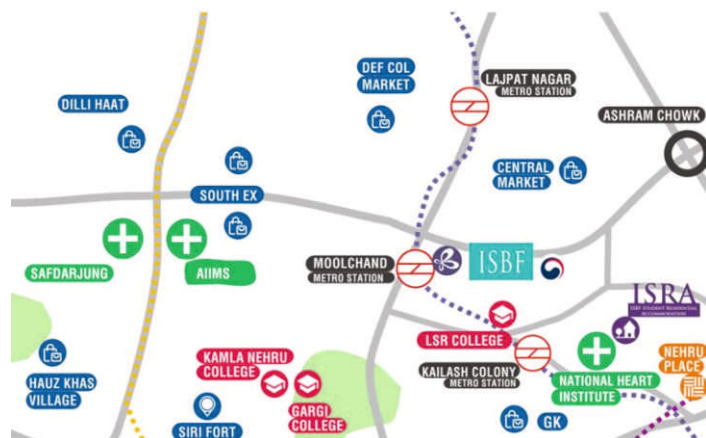 DEF COL
MARKET
LAJPAT NAGAR
METRO STATION
DILLI HAAT
ASHRAM CHOWK
CENTRAL
MARKET
SOUTH EX
SAFDARJUNG
AIIMS
MOOLCHAND
METRO STATION
ISBF
ISRA
ISBF STUDENT RESIDENTIAL
ACCOMMODATION
LSR COLLEGE
KAMLA NEHRU
COLLEGE
KAILASH COLONY
METRO STATION
NEHRU
PLACE
HAUZ KHAS
VILLAGE
NATIONAL HEART
INSTITUTE
GARGI
COLLEGE
SIRI FORT
GK